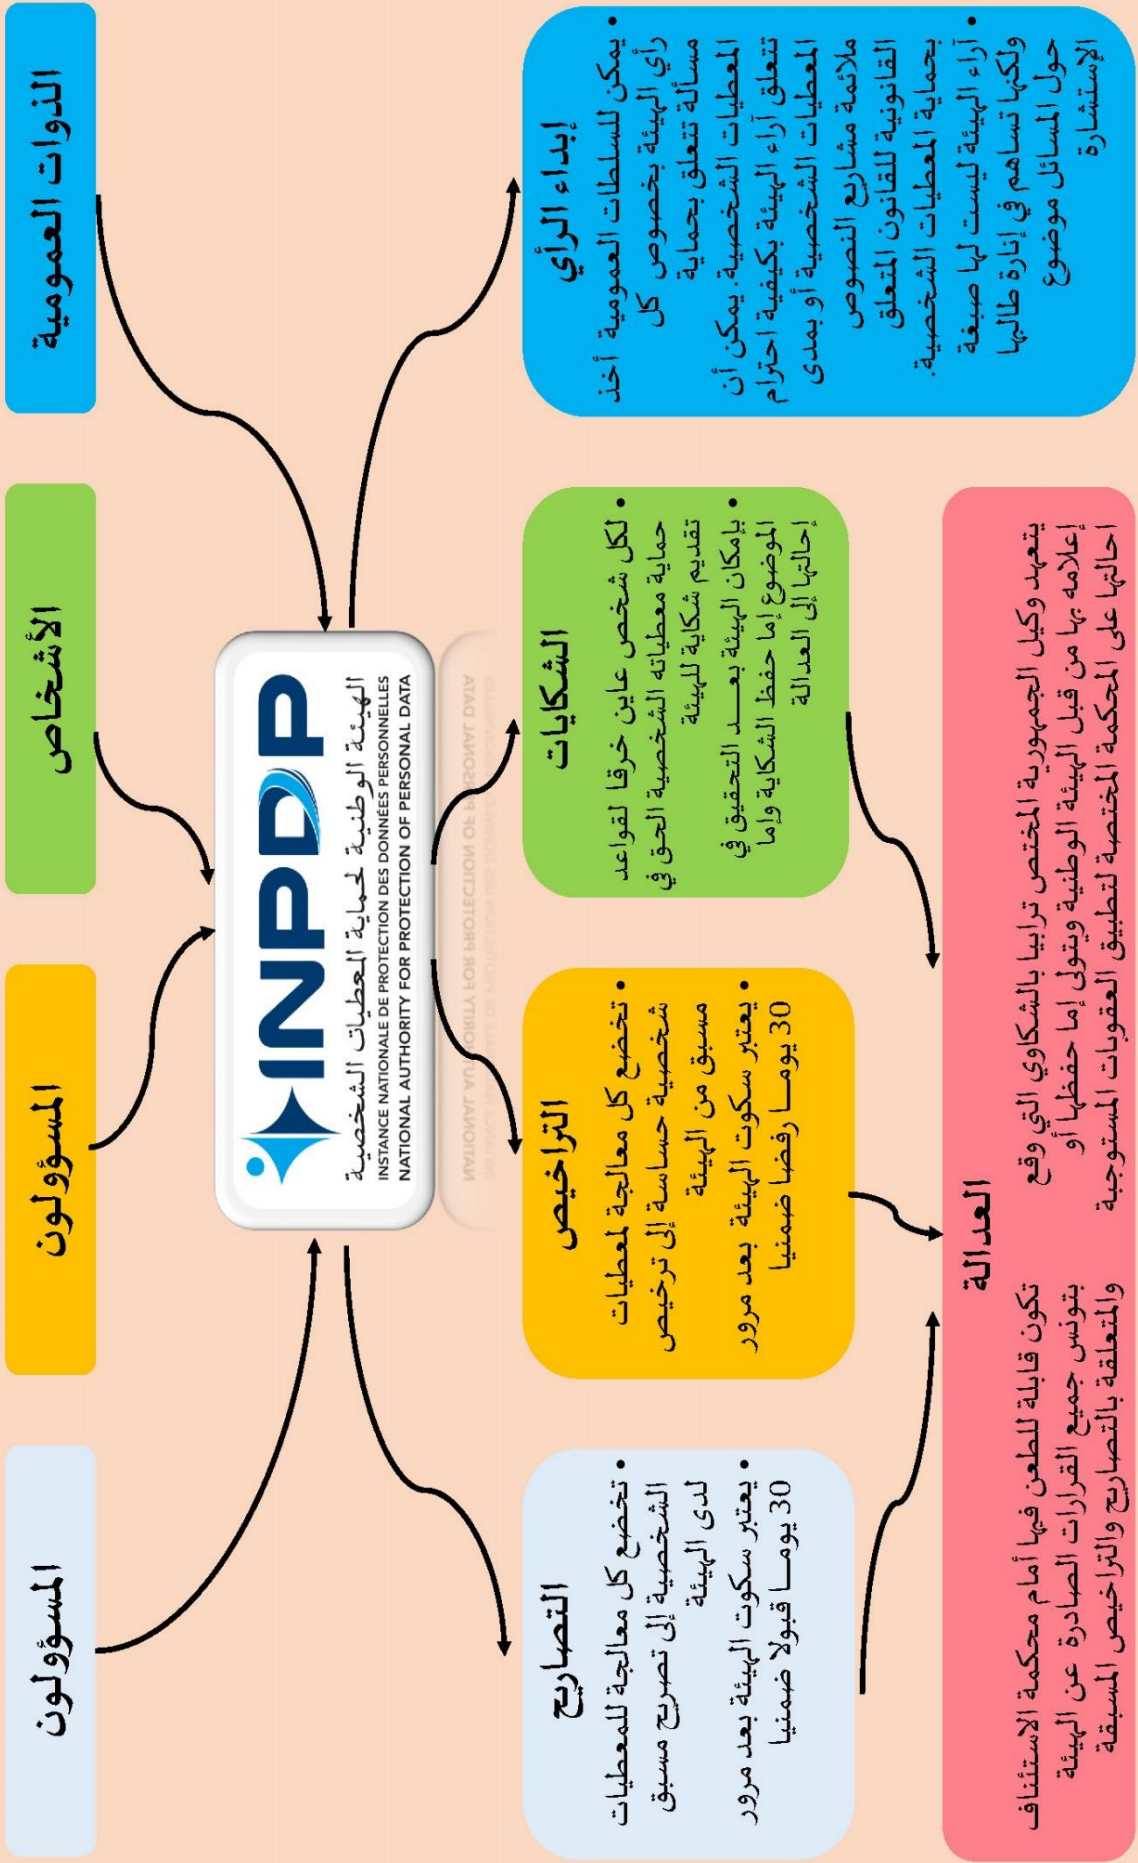 الذوات العمومية
الأشخاص
المسؤولون
المسؤولون
INPDP
الهيئة الوطنية لحماية المعطيات الشخصية
INSTANCE NATIONALE DE PROTECTION DES DONNÉES PERSONNELLES
NATIONAL AUTHORITY FOR PROTECTION OF PERSONAL DATA
إبداء الرأي
• يمكن للسلطات العمومية أخذ
رأي الهيئة بخصوص كل
مسألة تتعلق بحماية
المعطيات الشخصية. يمكن أن
تتعلق آراء الهيئة بكيفية احترام
المعطيات الشخصية أو بمدى
ملائمة مشاريع النصوص
القانونية للقانون المتعلق
بحماية المعطيات الشخصية.
• آراء الهيئة ليست لها صبغة
ولكنها تساهم في إنارة طالبها
حول المسائل موضوع
الإستشارة
الشكايات
• لكل شخص عاين خرقا لقواعد
حماية معطياته الشخصية الحق في
تقديم شكاية للهيئة
• بإمكان الهيئة بعد التحقيق في
الموضوع إما حفظ الشكاية وإما
إحالتها إلى العدالة
التراخيص
• تخضع كل معالجة لمعطيات
شخصية حساسة إلى ترخيص
مسبق من الهيئة
• يعتبر سكوت الهيئة بعد مرور
30 يوما رفضا ضمنيا
التصاريح
• تخضع كل معالجة للمعطيات
الشخصية إلى تصريح مسبق
لدى الهيئة
• يعتبر سكوت الهيئة بعد مرور
30 يوما قبولا ضمنيا
العدالة
يتعهد وكيل الجمهورية المختص ترابيا بالشكاوي التي وقع
إعلامه بها من قبل الهيئة الوطنية ويتولى إما حفظها أو
احالتها على المحكمة المختصة لتطبيق العقوبات المستوجبة
تكون قابلة للطعن فيها أمام محكمة الاستئناف
بتونس جميع القرارات الصادرة عن الهيئة
والمتعلقة بالتصاريح والتراخيص المسبقة